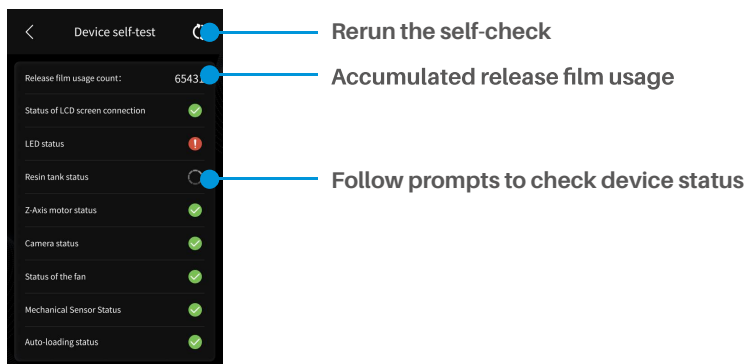 Device self-test
Rerun the self-check
Release film usage count:
Accumulated release film usage
Status of LCD screen connection
LED status
Resin tank status
Follow prompts to check device status
Z-Axis motor status
Camera status
Status of the fan
Mechanical Sensor Status
Auto-loading status